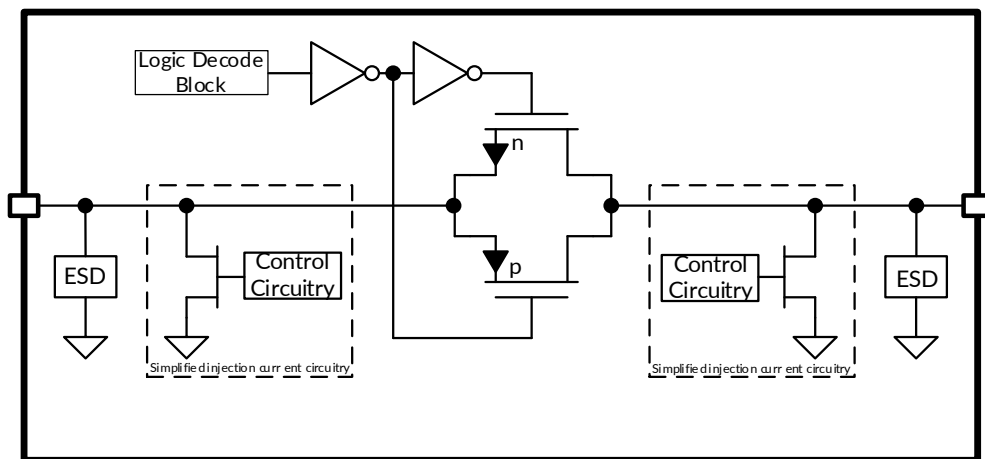 Logic Decode
Block
n
p
ESD
Control
Circuitry
Simplified injection current circuitry
Control
Circuitry
ESD
Simplified injection current circuitry